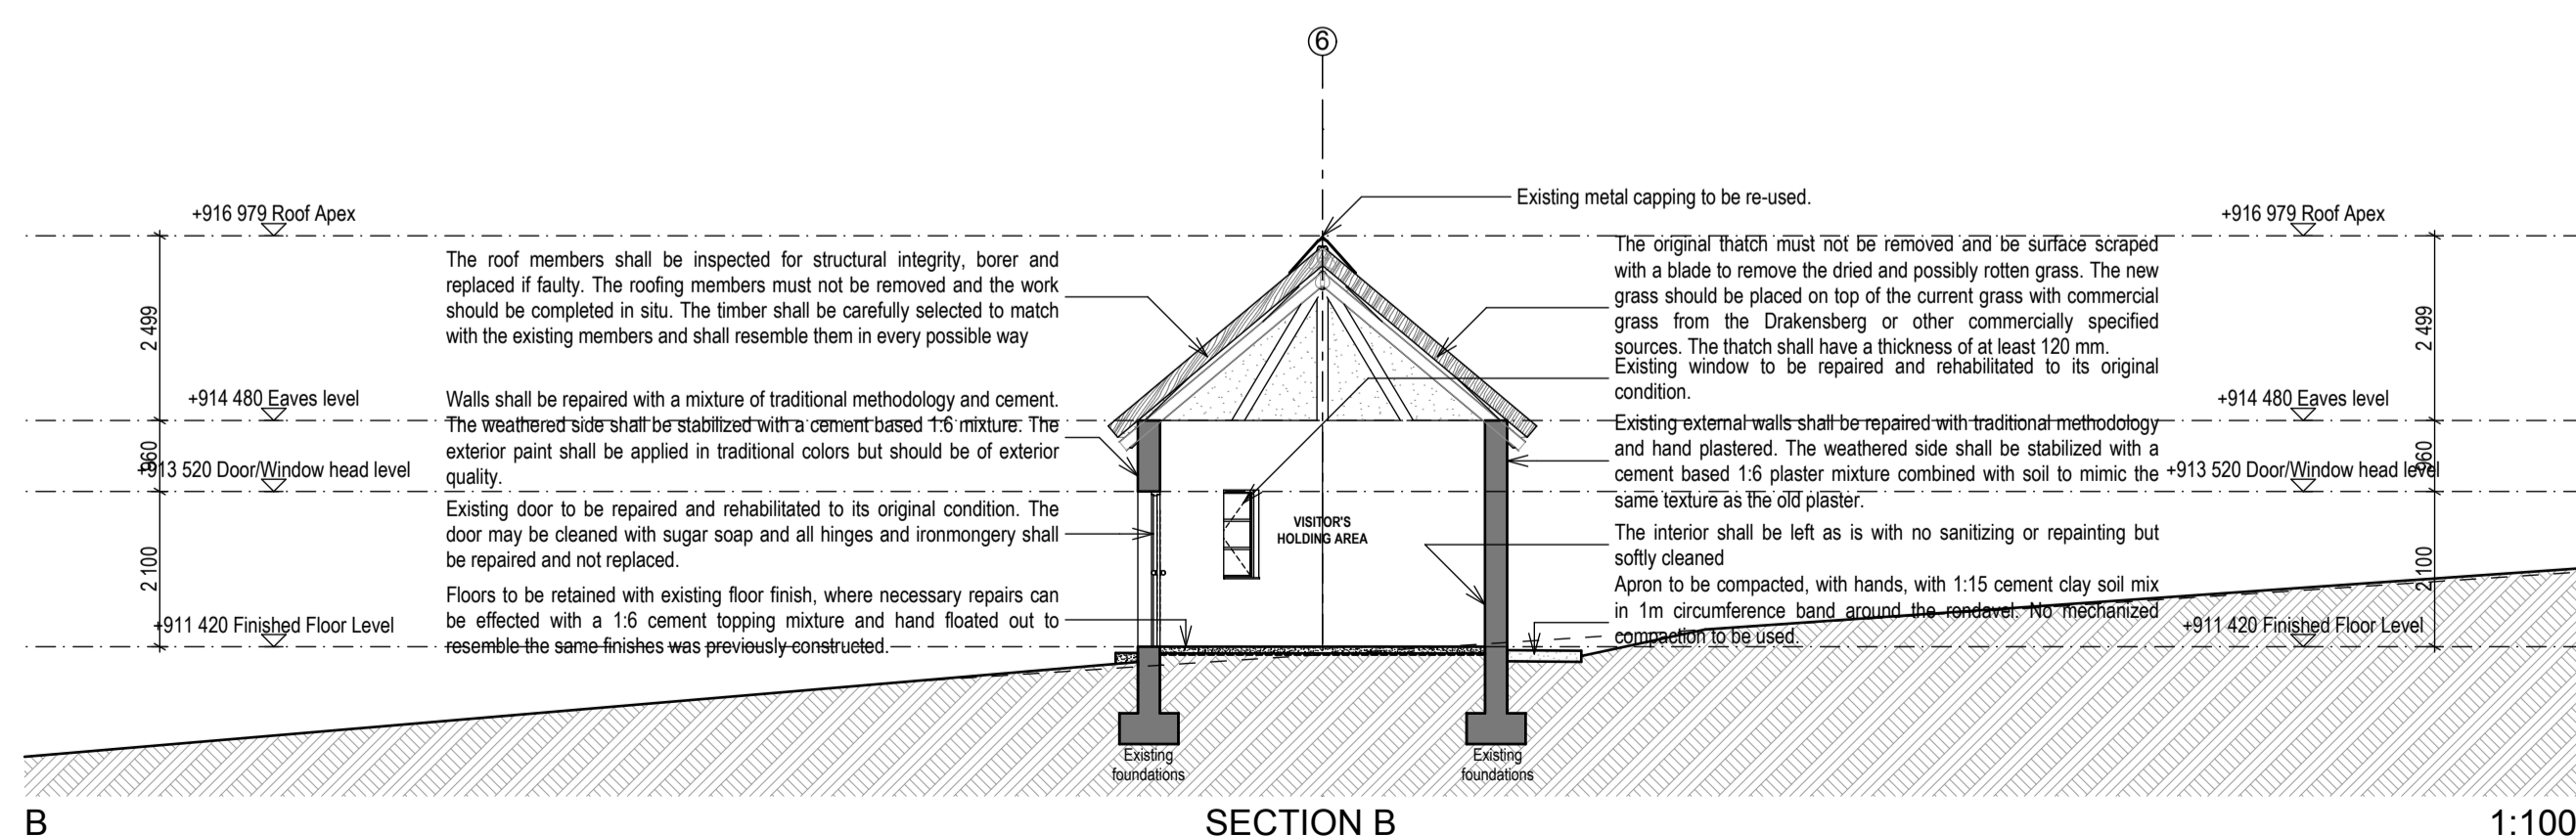 6
Existing metal capping to be re-used.
+916 979 Roof Apex
+916 979 Roof Apex
The roof members shall be inspected for structural integrity, borer and
replaced if faulty. The roofing members must not be removed and the work
should be completed in situ. The timber shall be carefully selected to match
with the existing members and shall resemble them in every possible way
The original thatch must not be removed and be surface scraped
with a blade to remove the dried and possibly rotten grass. The new
grass should be placed on top of the current grass with commercial
grass from the Drakensberg or other commercially specified
sources. The thatch shall have a thickness of at least 120 mm.
2 499
2 499
Existing window to be repaired and rehabilitated to its original
condition.
+914 480 Eaves level
+914 480 Eaves level
Walls shall be repaired with a mixture of traditional methodology and cement.
The weathered side shall be stabilized with a cement based 1:6 mixture. The
exterior paint shall be applied in traditional colors but should be of exterior
quality.
Existing external walls shall be repaired with traditional methodology
and hand plastered. The weathered side shall be stabilized with a
cement based 1:6 plaster mixture combined with soil to mimic the
same texture as the old plaster.
960
960
+913 520 Door/Window head level
+913 520 Door/Window head level
Existing door to be repaired and rehabilitated to its original condition. The
door may be cleaned with sugar soap and all hinges and ironmongery shall
be repaired and not replaced.
VISITOR'S
HOLDING AREA
The interior shall be left as is with no sanitizing or repainting but
softly cleaned
2 100
2 100
Floors to be retained with existing floor finish, where necessary repairs can
be effected with a 1:6 cement topping mixture and hand floated out to
resemble the same finishes was previously constructed.
Apron to be compacted, with hands, with 1:15 cement clay soil mix
in 1m circumference band around the rondavel. No mechanized
compaction to be used.
+911 420 Finished Floor Level
+911 420 Finished Floor Level
Existing
foundations
Existing
foundations
B
SECTION B
1:100